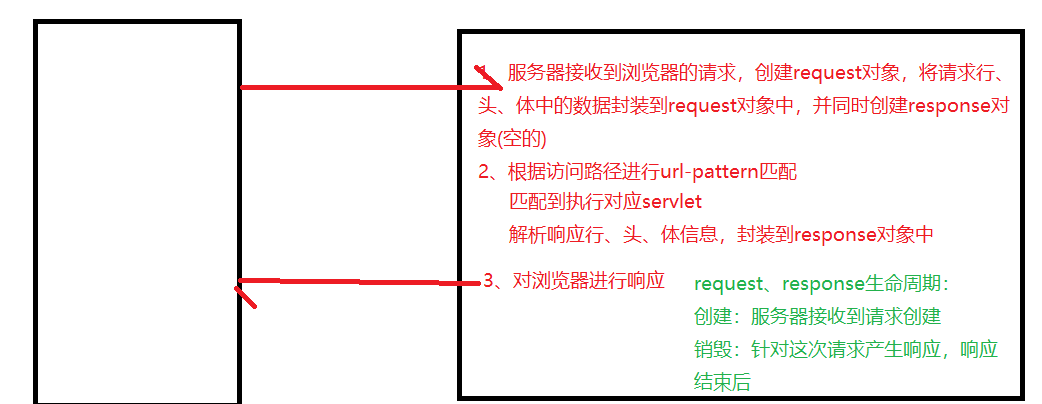 1、服务器接收到浏览器的请求，创建request对象，将请求行、
头、体中的数据封装到request对象中，并同时创建response对
象(空的)
2、根据访问路径进行url-pattern匹配
匹配到执行对应servlet
解析响应行、头、体信息，封装到response对象中
3、对浏览器进行响应
request、response生命周期：
创建：服务器接收到请求创建
销毁：针对这次请求产生响应，响应
结束后